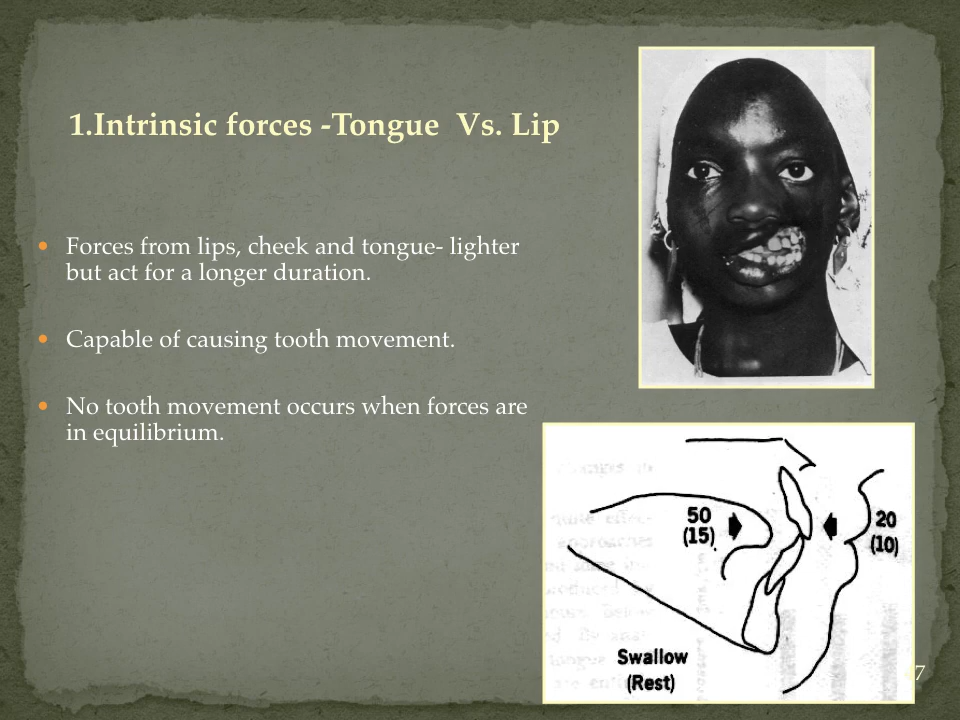 1.Intrinsic forces -Tongue Vs. Lip
• Forces from lips, cheek and tongue- lighter
but act for a longer duration.
• Capable of causing tooth movement.
• No tooth movement occurs when forces are
in equilibrium.
50
(15)
20
(10)
Swallow
(Rest)
7